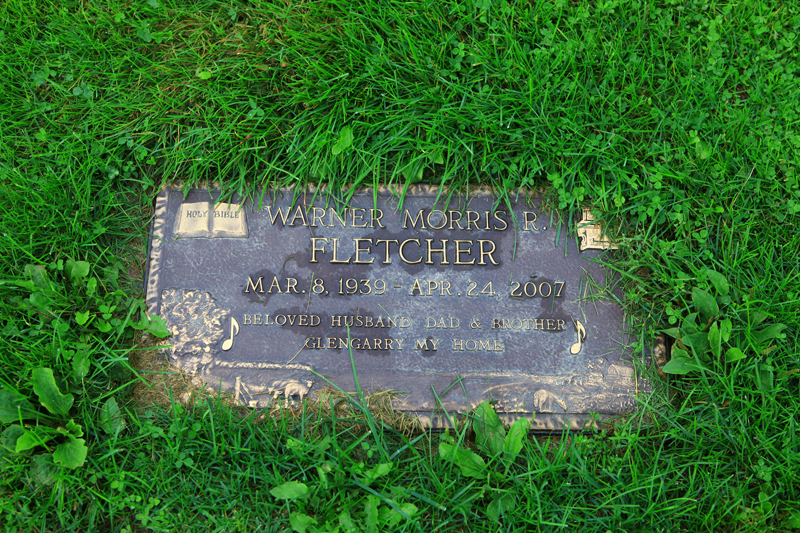 HOLY BIBLE
WARNER MORRIS R.
FLETCHER
MAR. 8, 1939 - APR. 24, 2007
BELOVED HUSBAND DAD & BROTHER
GLENGARRY MY HOME